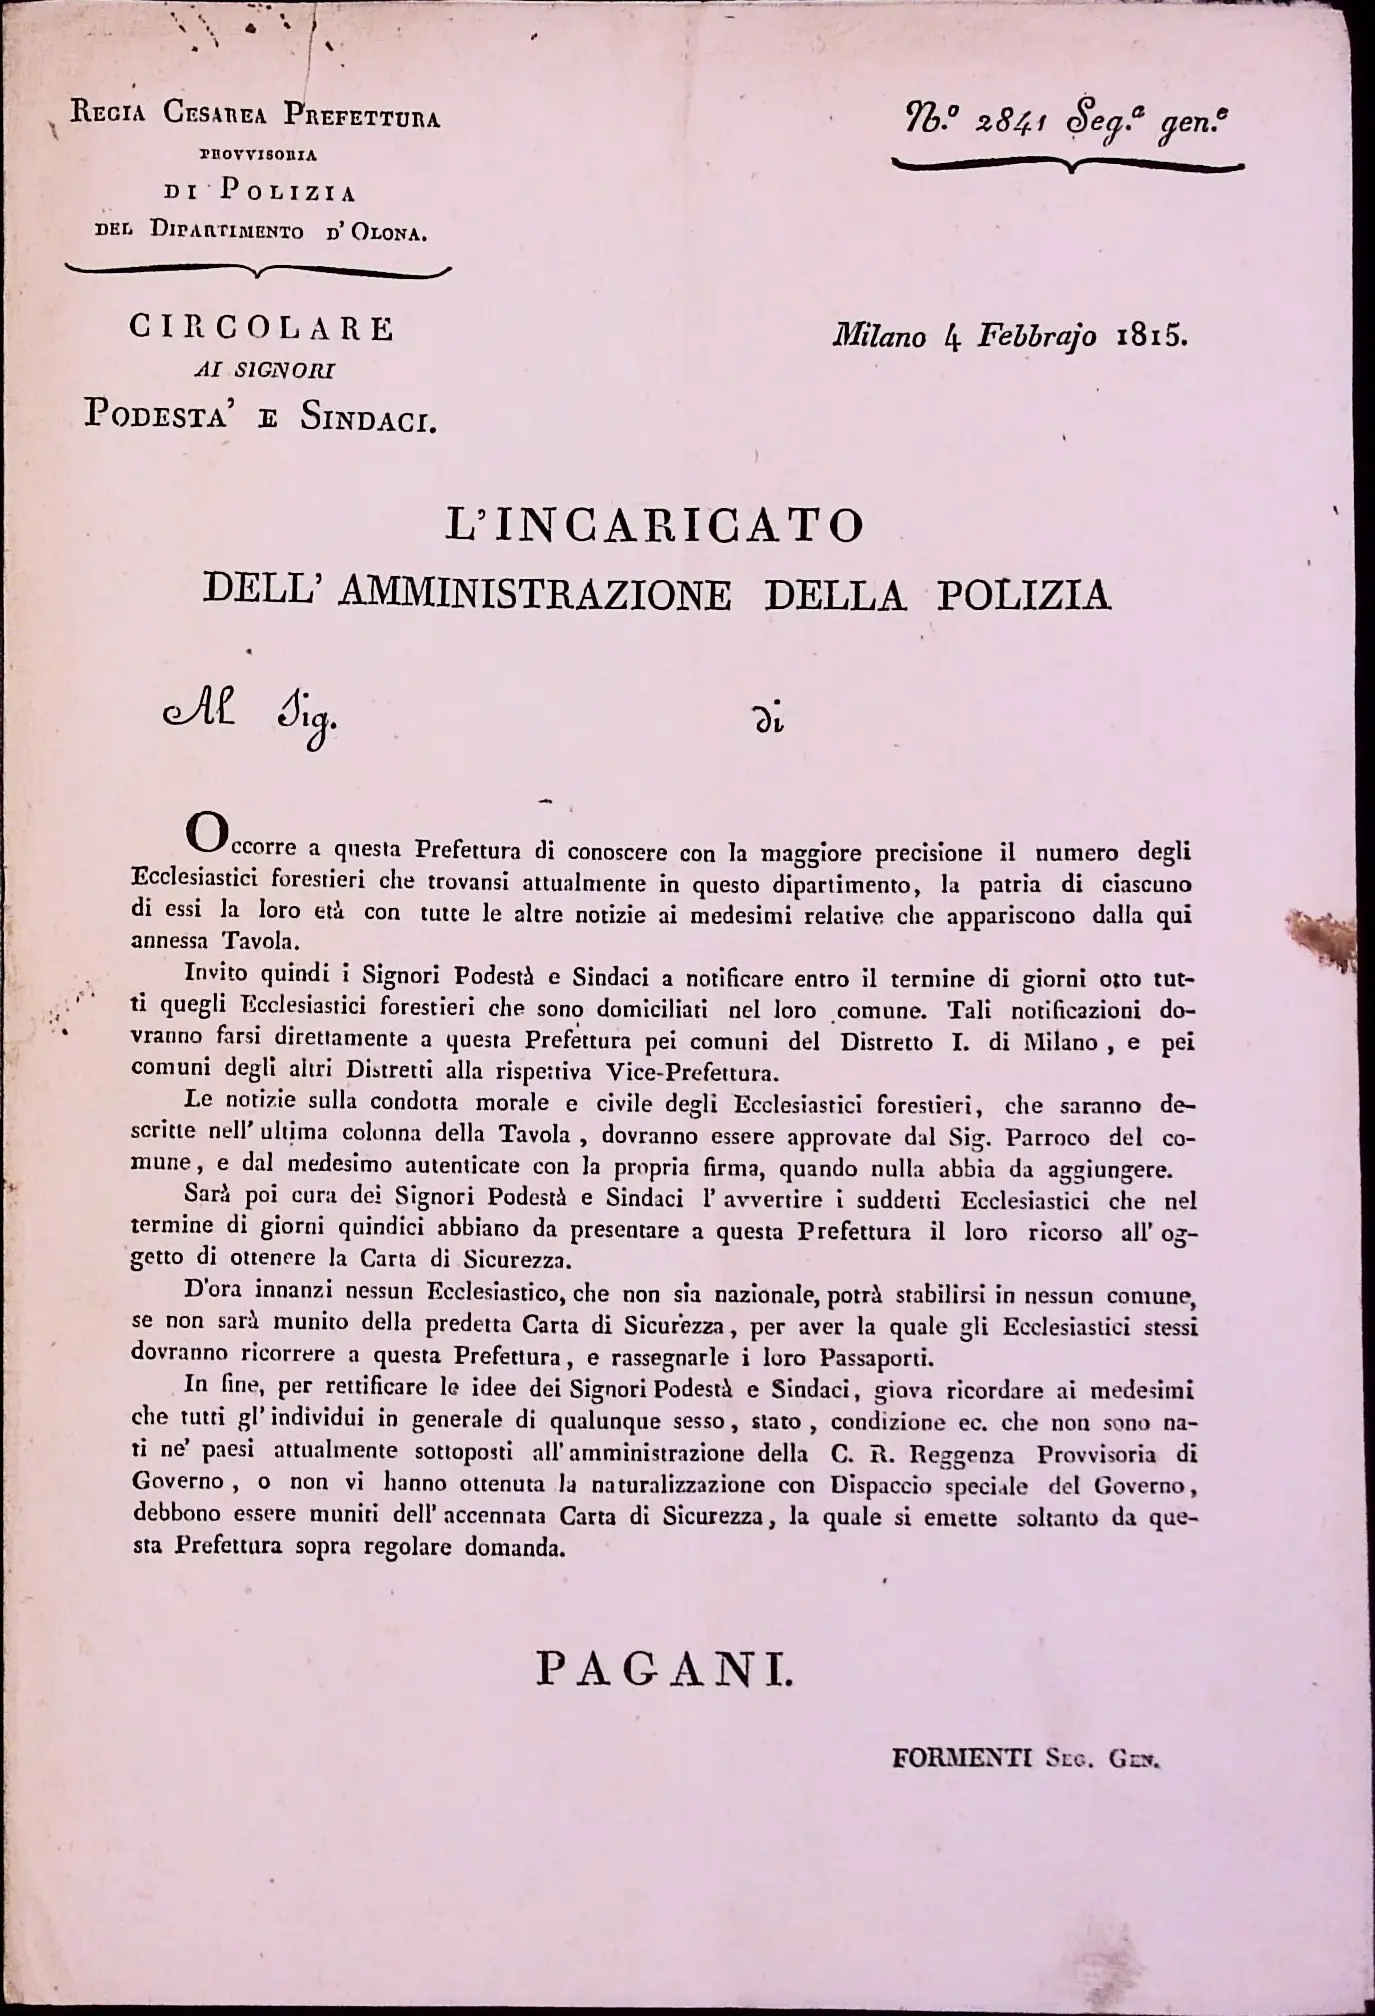 REGIA CESAREA PREFETTURA
PROVVISORIA
DI POLIZIA
DEL DIPARTIMENTO D' OLONA.
N.º 2841 Seg.ª gen.e
CIRCOLARE
AI SIGNORI
PODESTA' E SINDACI.
Milano 4 Febbrajo 1815.
L'INCARICATO
DELL' AMMINISTRAZIONE DELLA POLIZIA
Al Sig. di
Occorre a questa Prefettura di conoscere con la maggiore precisione il numero degli
Ecclesiastici forestieri che trovansi attualmente in questo dipartimento, la patria di ciascuno
di essi la loro età con tutte le altre notizie ai medesimi relative che appariscono dalla qui
annessa Tavola.
Invito quindi i Signori Podestà e Sindaci a notificare entro il termine di giorni otto tut-
ti quegli Ecclesiastici forestieri che sono domiciliati nel loro comune. Tali notificazioni do-
vranno farsi direttamente a questa Prefettura pei comuni del Distretto I. di Milano, e pei
comuni degli altri Distretti alla rispettiva Vice-Prefettura.
Le notizie sulla condotta morale e civile degli Ecclesiastici forestieri, che saranno de-
scritte nell' ultima colonna della Tavola, dovranno essere approvate dal Sig. Parroco del co-
mune, e dal medesimo autenticate con la propria firma, quando nulla abbia da aggiungere.
Sarà poi cura dei Signori Podestà e Sindaci l' avvertire i suddetti Ecclesiastici che nel
termine di giorni quindici abbiano da presentare a questa Prefettura il loro ricorso all' og-
getto di ottenere la Carta di Sicurezza.
D'ora innanzi nessun Ecclesiastico, che non sia nazionale, potrà stabilirsi in nessun comune,
se non sarà munito della predetta Carta di Sicurezza, per aver la quale gli Ecclesiastici stessi
dovranno ricorrere a questa Prefettura, e rassegnarle i loro Passaporti.
In fine, per rettificare le idee dei Signori Podestà e Sindaci, giova ricordare ai medesimi
che tutti gl' individui in generale di qualunque sesso, stato, condizione ec. che non sono na-
ti ne' paesi attualmente sottoposti all' amministrazione della C. R. Reggenza Provvisoria di
Governo, o non vi hanno ottenuta la naturalizzazione con Dispaccio speciale del Governo,
debbono essere muniti dell' accennata Carta di Sicurezza, la quale si emette soltanto da que-
sta Prefettura sopra regolare domanda.
PAGANI.
FORMENTI SEG. GEN.